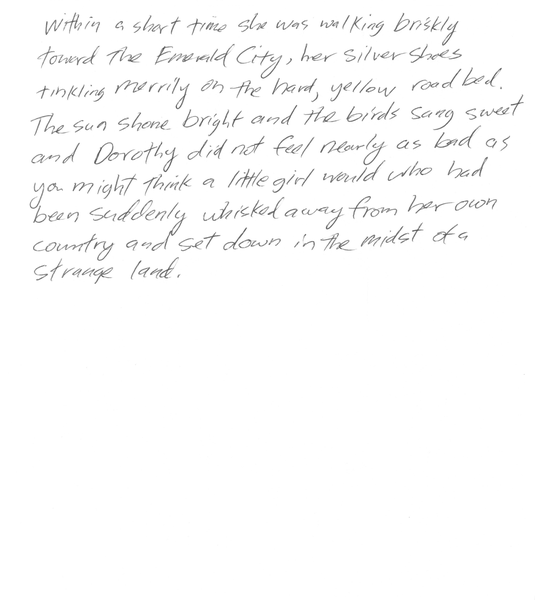 Within a short time she was walking briskly
toward the Emerald City, her Silver Shoes
tinkling merrily on the hard, yellow roadbed.
The sun shone bright and the birds sang sweet
and Dorothy did not feel nearly as bad as
you might think a little girl would who had
been suddenly whisked away from her own
country and set down in the midst of a
strange land.